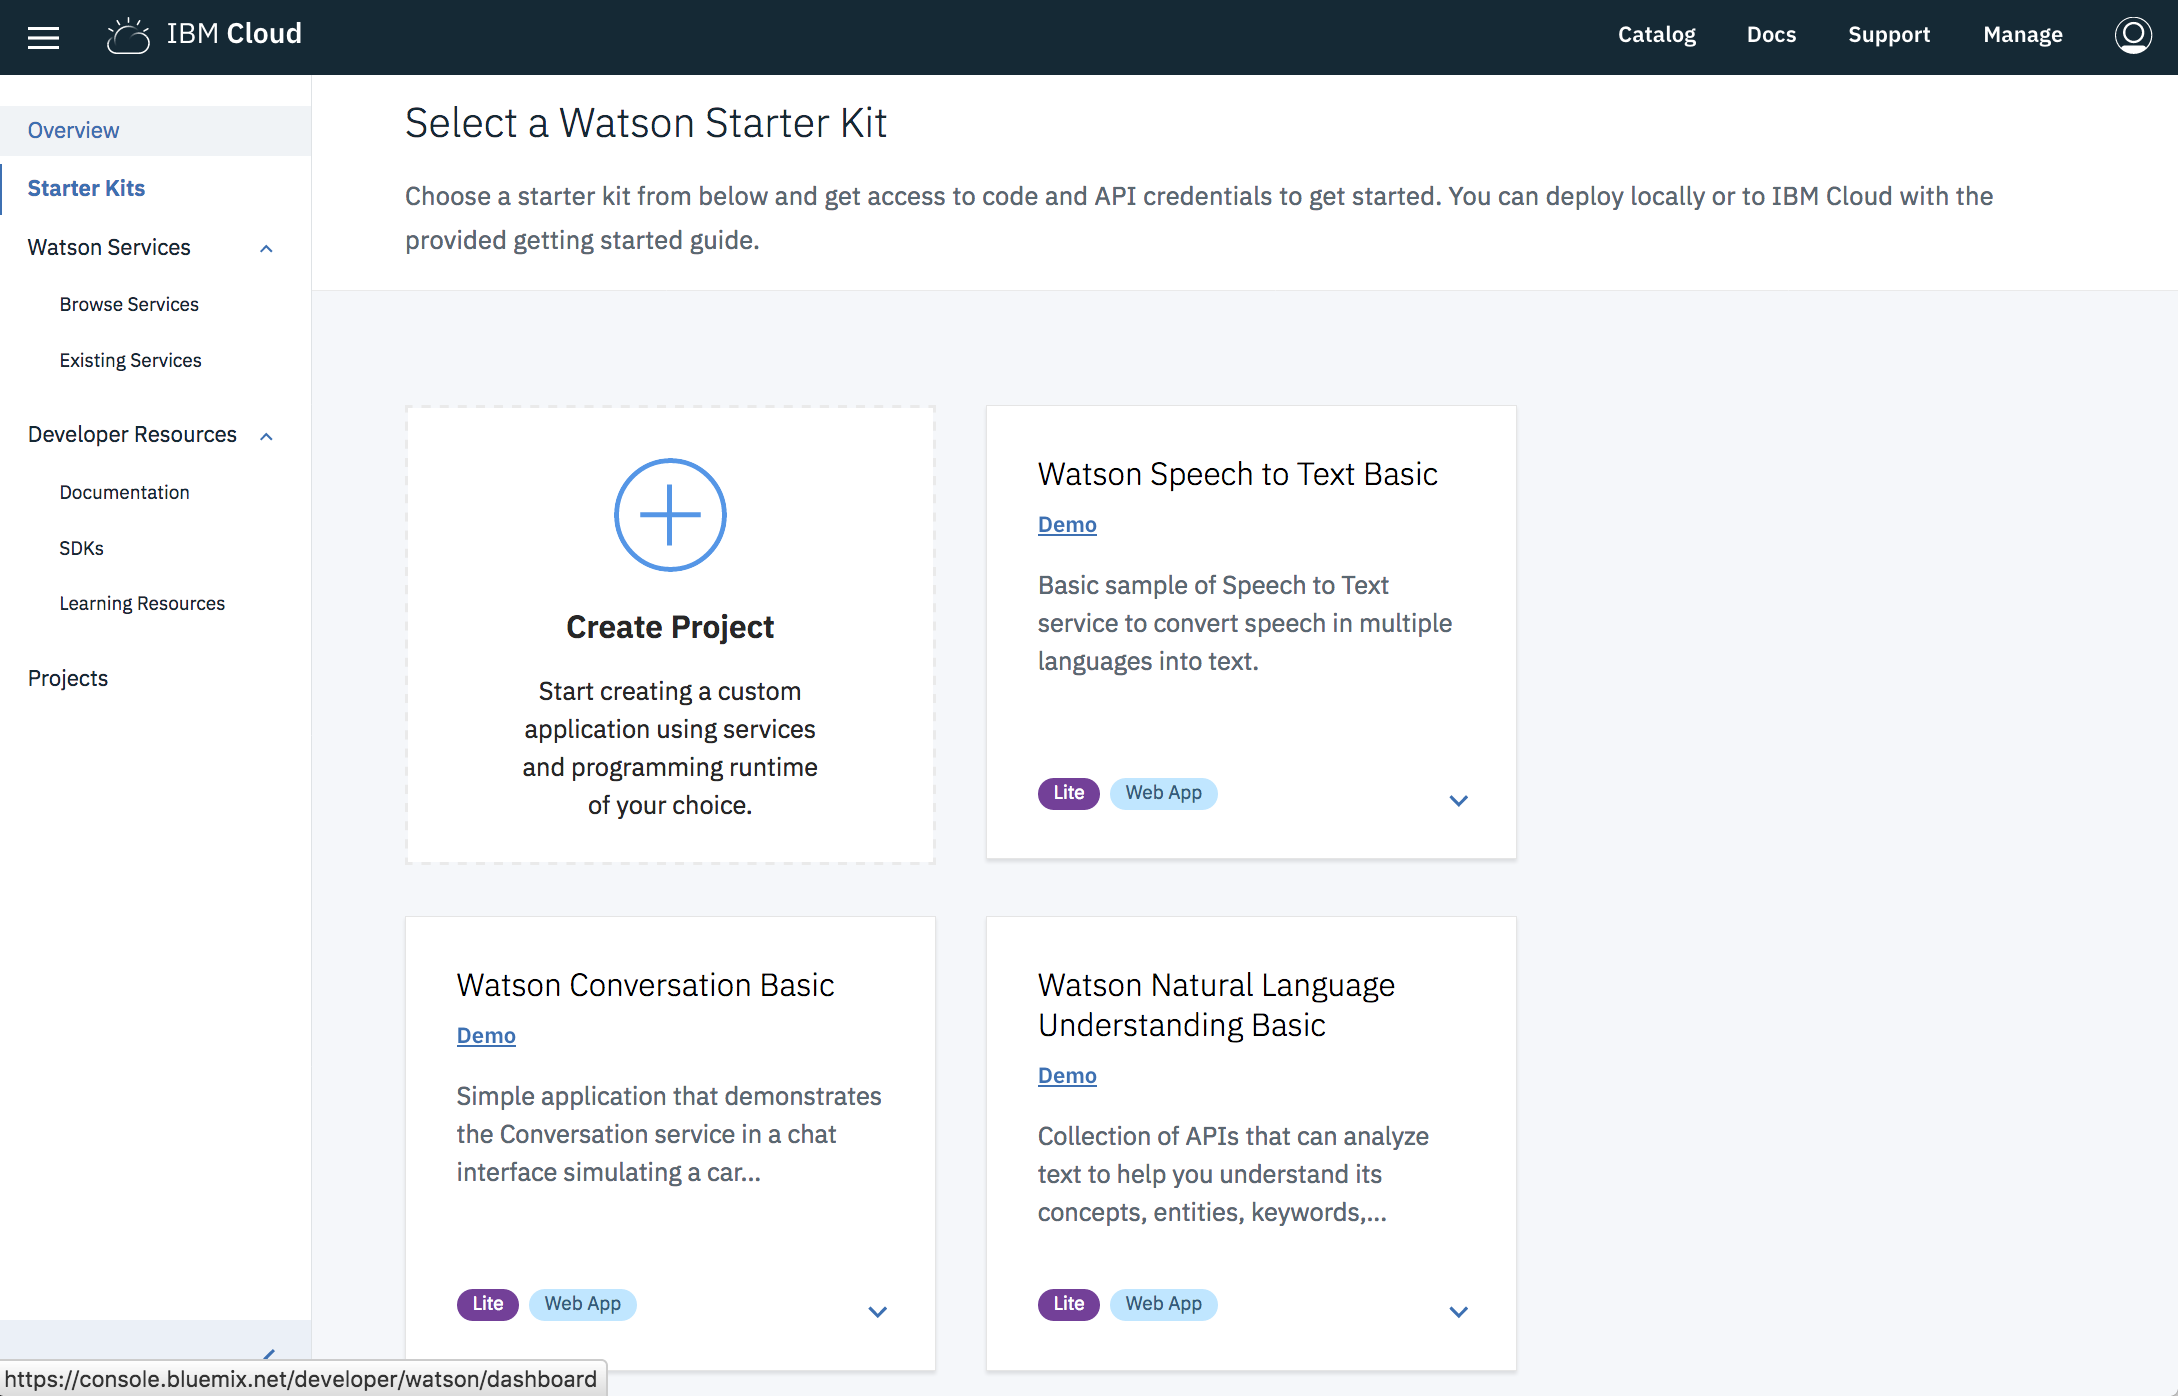 IBM Cloud
Catalog
Docs
Support
Manage
Overview
Starter Kits
Watson Services
Browse Services
Existing Services
Developer Resources
Documentation
SDKs
Learning Resources
Projects
Select a Watson Starter Kit
Choose a starter kit from below and get access to code and API credentials to get started. You can deploy locally or to IBM Cloud with the
provided getting started guide.
Create Project
Start creating a custom
application using services
and programming runtime
of your choice.
Watson Speech to Text Basic
Demo
Basic sample of Speech to Text
service to convert speech in multiple
languages into text.
Lite
Web App
Watson Conversation Basic
Demo
Simple application that demonstrates
the Conversation service in a chat
interface simulating a car...
Lite
Web App
Watson Natural Language
Understanding Basic
Demo
Collection of APIs that can analyze
text to help you understand its
concepts, entities, keywords,...
Lite
Web App
https://console.bluemix.net/developer/watson/dashboard